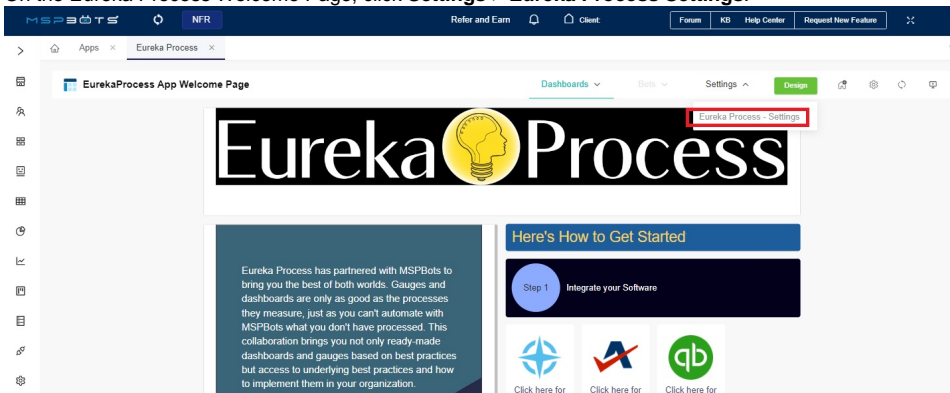 On the Eureka Process Welcome Page, click Settings > Eureka Process Settings.
MSPBOTS NFR Refer and Earn Client: Forum KB Help Center Request New Feature
Apps × Eureka Process ×
EurekaProcess App Welcome Page Dashboards Bots Settings Design
Eureka Process - Settings
Eureka Process
Here's How to Get Started
Step 1 Integrate your Software
Eureka Process has partnered with MSPBots to
bring you the best of both worlds. Gauges and
dashboards are only as good as the processes
they measure, just as you can't automate with
MSPBots what you don't have processed. This
collaboration brings you not only ready-made
dashboards and gauges based on best practices
but access to underlying best practices and how
to implement them in your organization.
qb
Click here for Click here for Click here for